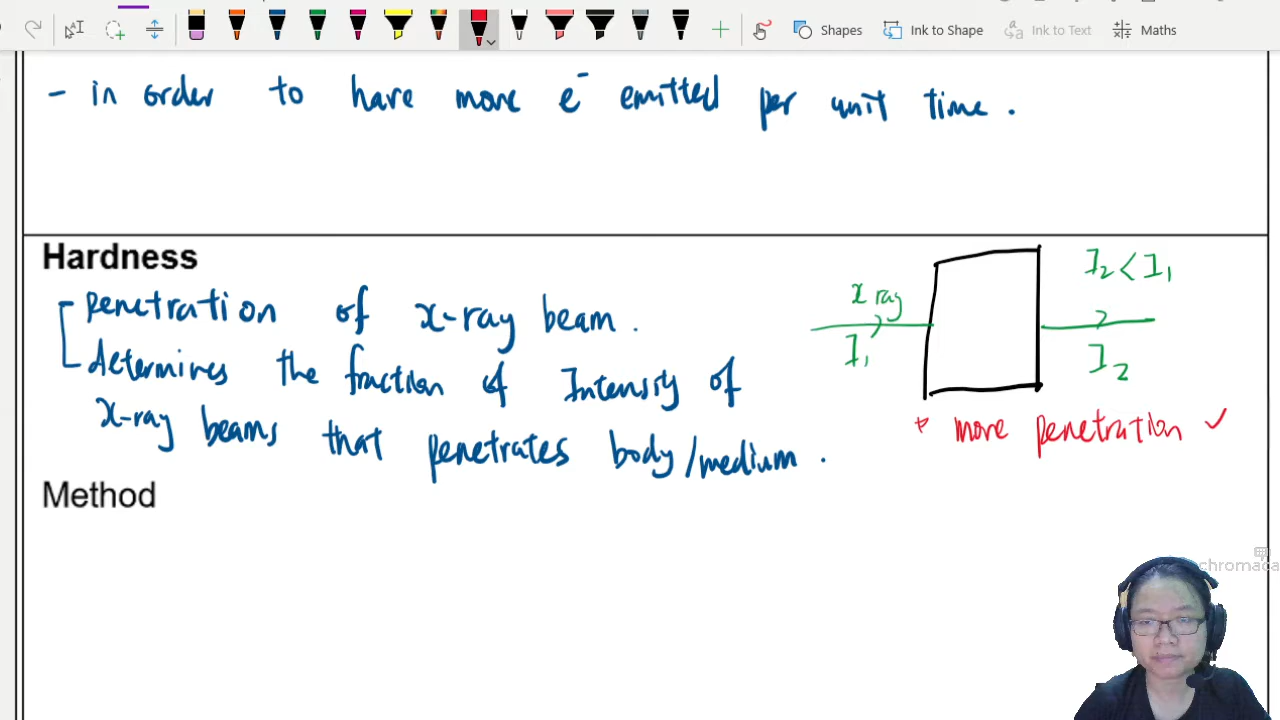 Shapes
Ink to Shape
Ink to Text
Maths
- in order to have more e⁻ emitted per unit time.
Hardness
penetration of x-ray beam.
determines the fraction of Intensity of
x-ray beams that penetrates body/medium.
x ray
I₁
I₂ < I₁
I₂
* more penetration ✓
Method
chromaca